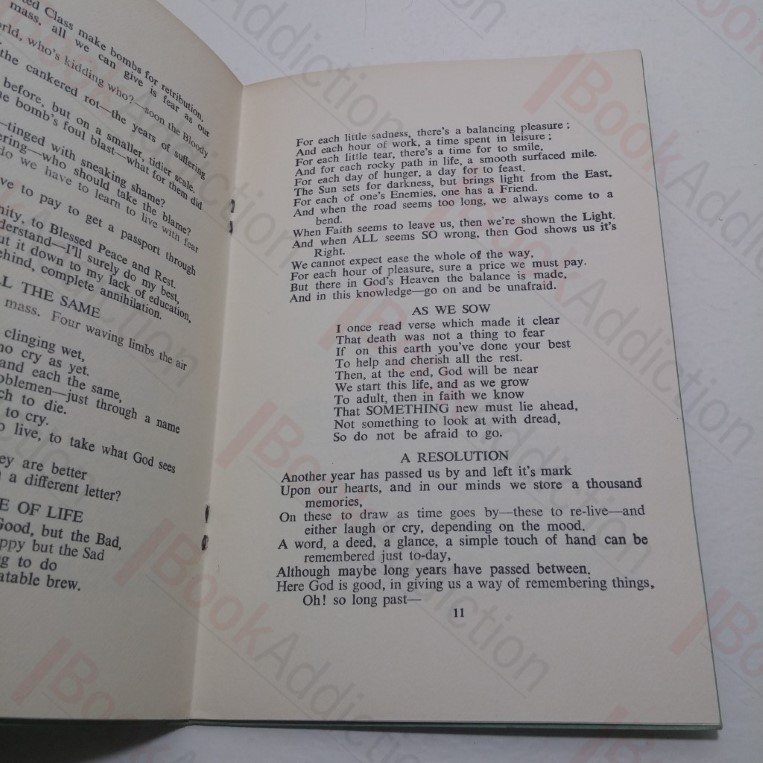 ted Class make bombs for retribution.
mass, all we can give is fear as our
orld, who's kidding who?—soon the Bloody
the cankered rot—the years of suffering
before, but on a smaller, tidier scale.
ne bomb's foul blast—what for them did
—tinged with sneaking shame?
ering—who should take the blame?
do we have to learn to live with fear
ve to pay to get a passport through
nity, to Blessed Peace and Rest.
nderstand—I'll surely do my best,
ut it down to my lack of education,
ehind, complete annihilation.
LL THE SAME
mass. Four waving limbs the air
clinging wet,
no cry as yet.
and each the same,
oblemen—just through a name
ch to die.
to cry.
o live, to take what God sees
ey are better
n a different letter?
E OF LIFE
Good, but the Bad,
ppy but the Sad
ng to do
atable brew.
For each little sadness, there's a balancing pleasure;
And each hour of work, a time spent in leisure;
For each little tear, there's a time for to smile,
And for each rocky path in life, a smooth surfaced mile.
For each day of hunger, a day for to feast.
The Sun sets for darkness, but brings light from the East,
For each of one's Enemies, one has a Friend.
And when the road seems too long, we always come to a
bend.
When Faith seems to leave us, then we're shown the Light,
And when ALL seems SO wrong, then God shows us it's
Right.
We cannot expect ease the whole of the way,
For each hour of pleasure, sure a price we must pay.
But there in God's Heaven the balance is made,
And in this knowledge—go on and be unafraid.
AS WE SOW
I once read verse which made it clear
That death was not a thing to fear
If on this earth you've done your best
To help and cherish all the rest.
Then, at the end, God will be near
We start this life, and as we grow
To adult, then in faith we know
That SOMETHING new must lie ahead,
Not something to look at with dread,
So do not be afraid to go.
A RESOLUTION
Another year has passed us by and left it's mark
Upon our hearts, and in our minds we store a thousand
memories,
On these to draw as time goes by—these to re-live—and
either laugh or cry, depending on the mood.
A word, a deed, a glance, a simple touch of hand can be
remembered just to-day,
Although maybe long years have passed between.
Here God is good, in giving us a way of remembering things,
Oh! so long past—
11
BookAddiction